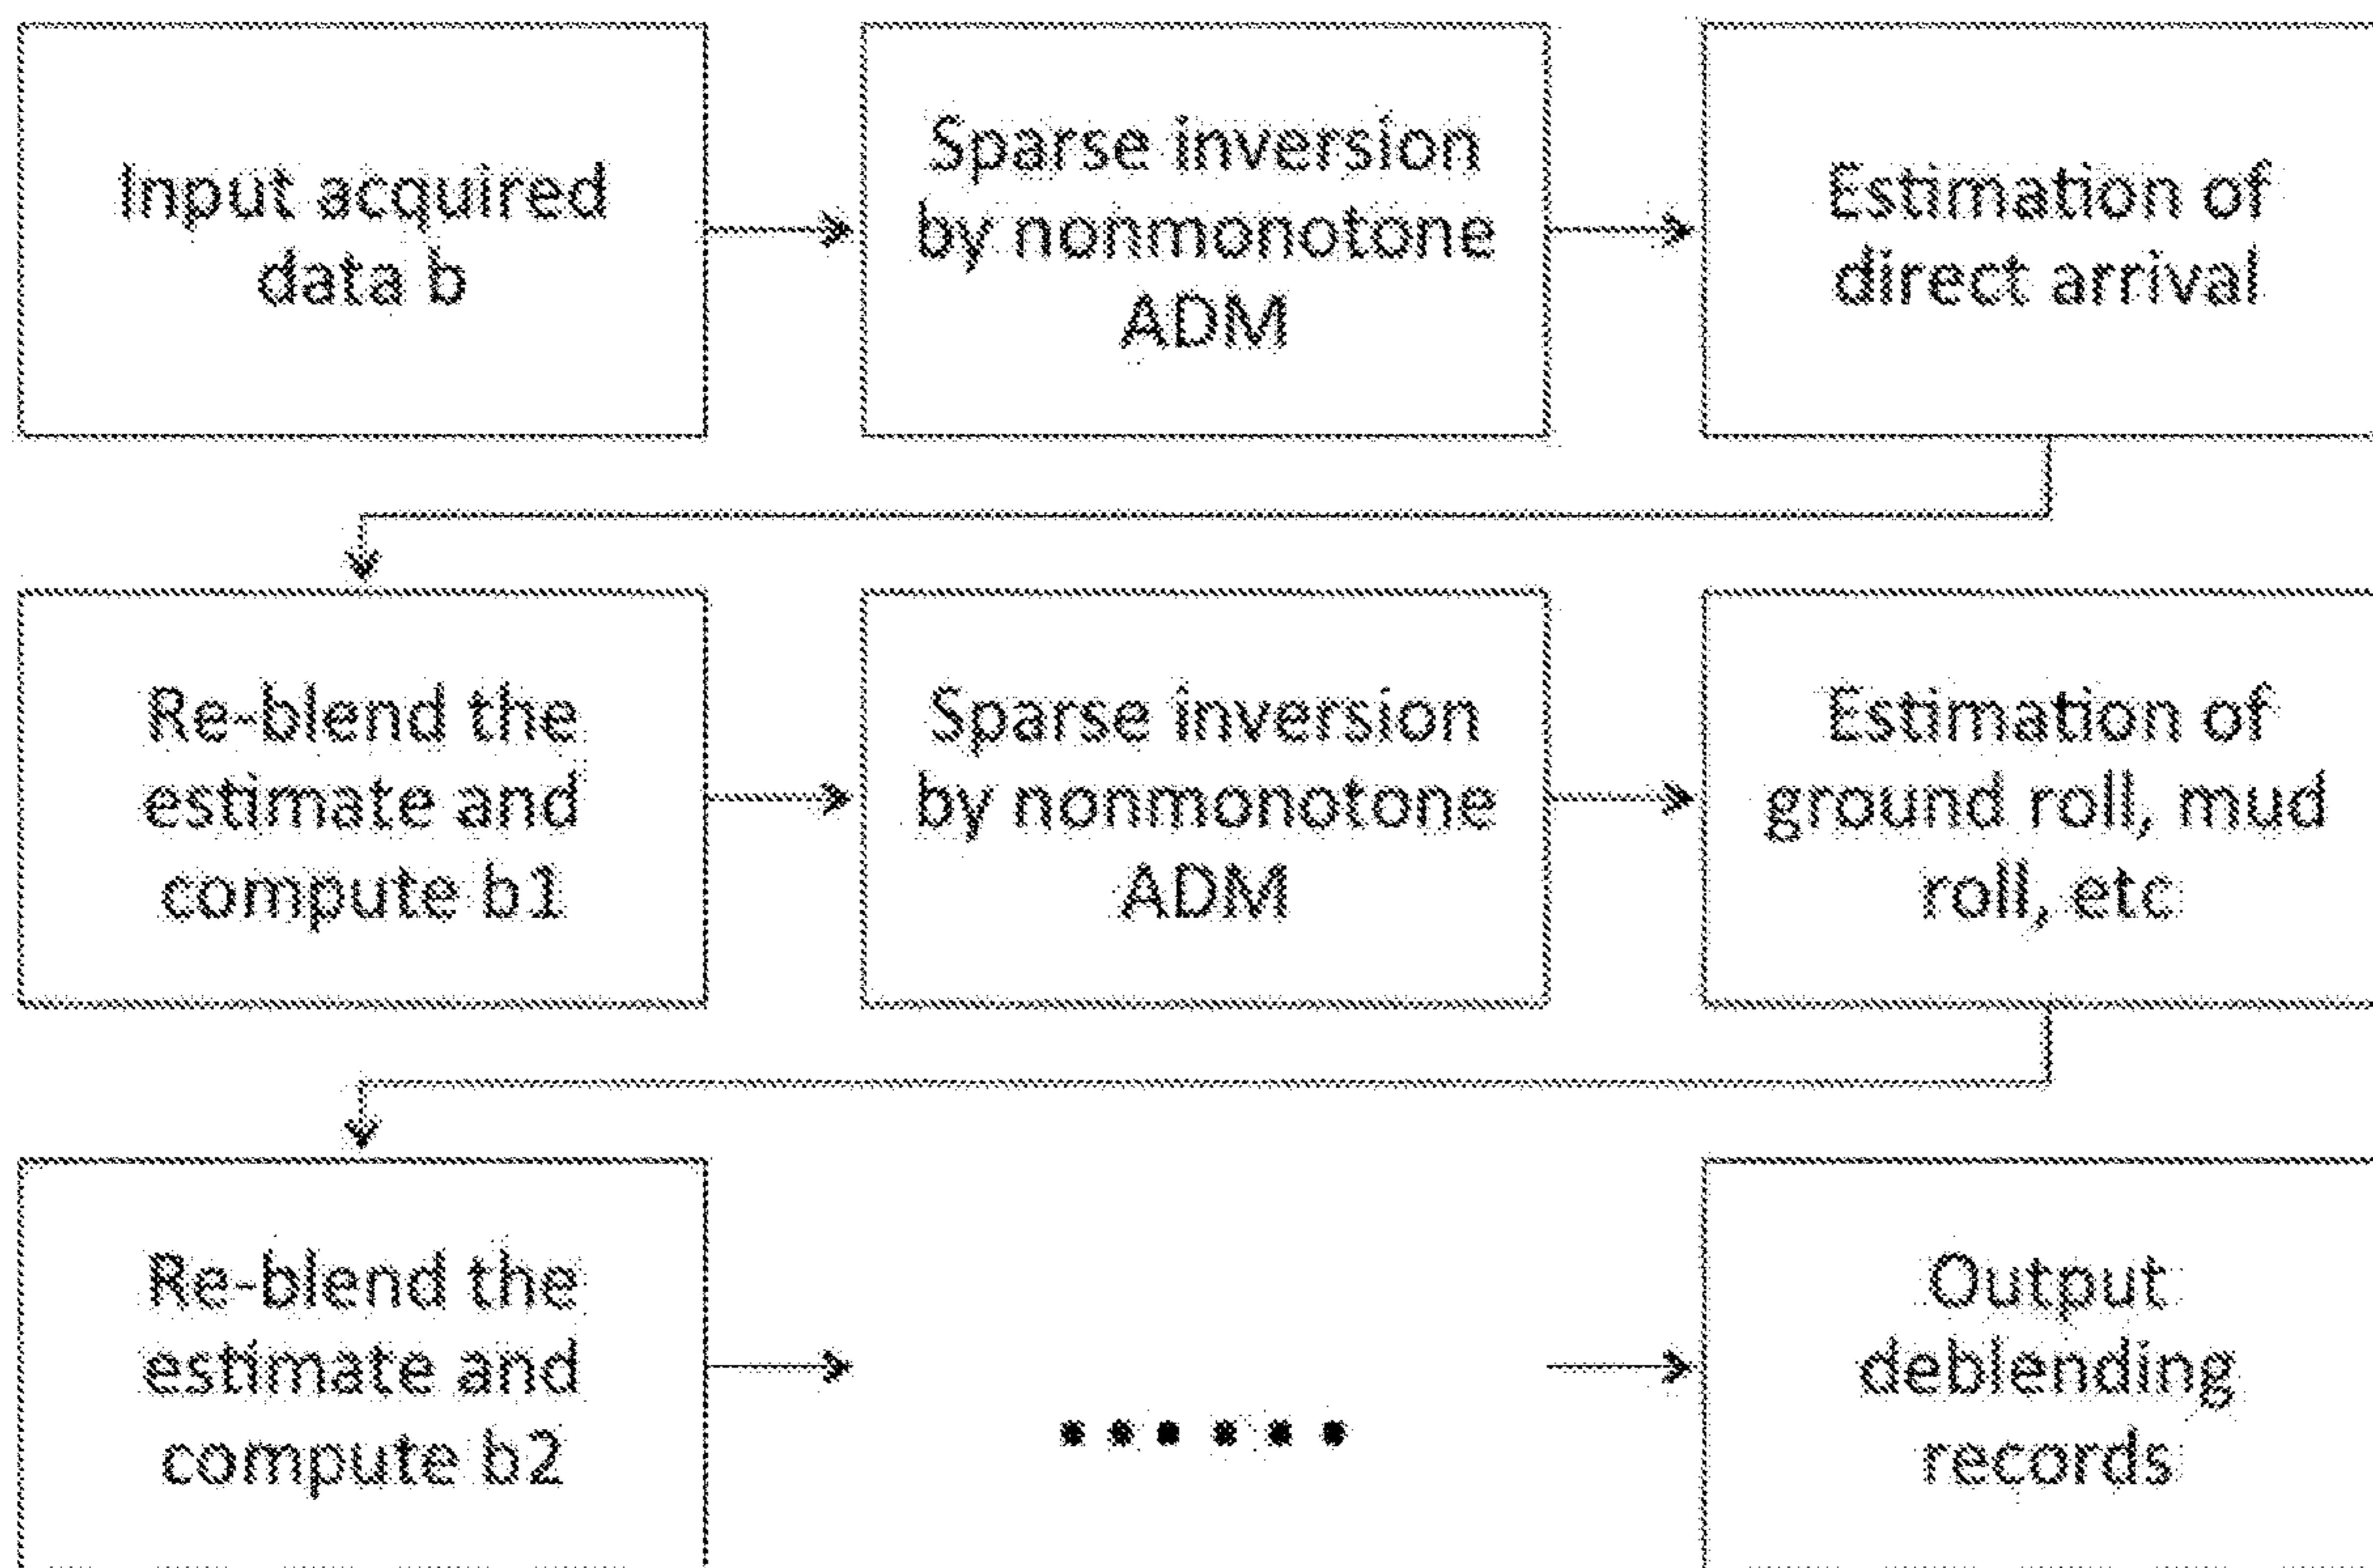 Input acquired
data b
Sparse inversion
by nonmonotone
ADM
Estimation of
direct arrival
Re-blend the
estimate and
compute b1
Sparse inversion
by nonmonotone
ADM
Estimation of
ground roll, mud
roll, etc
Re-blend the
estimate and
compute b2
......
Output
deblending
records